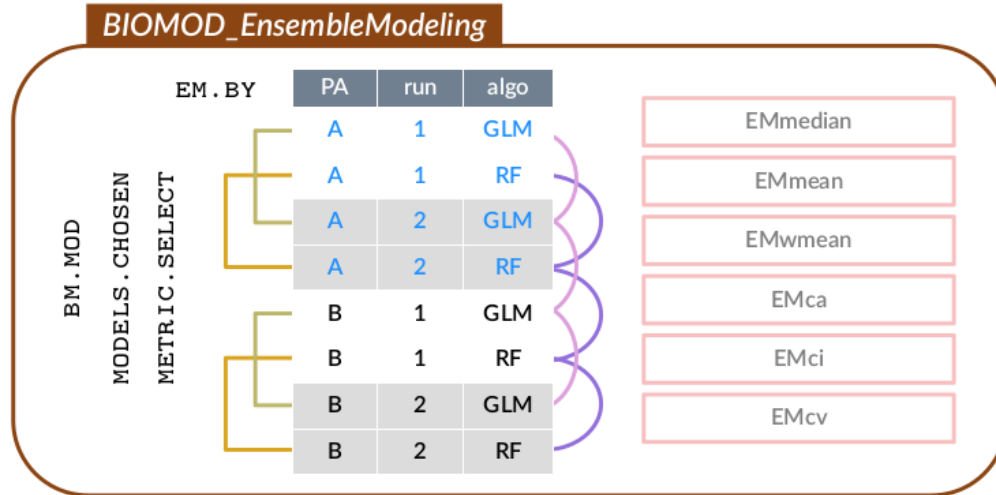 BIOMOD_EnsembleModeling
EM.BY
PA run algo
A 1 GLM
A 1 RF
A 2 GLM
A 2 RF
B 1 GLM
B 1 RF
B 2 GLM
B 2 RF
BM.MOD
MODELS.CHOSEN
METRIC.SELECT
EMmedian
EMmean
EMwmean
EMca
EMci
EMcv